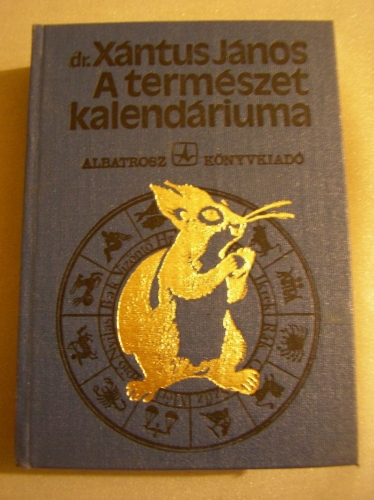 dr. Xántus János
A természet
kalendáriuma
ALBATROSZ KÖNYVKIADÓ